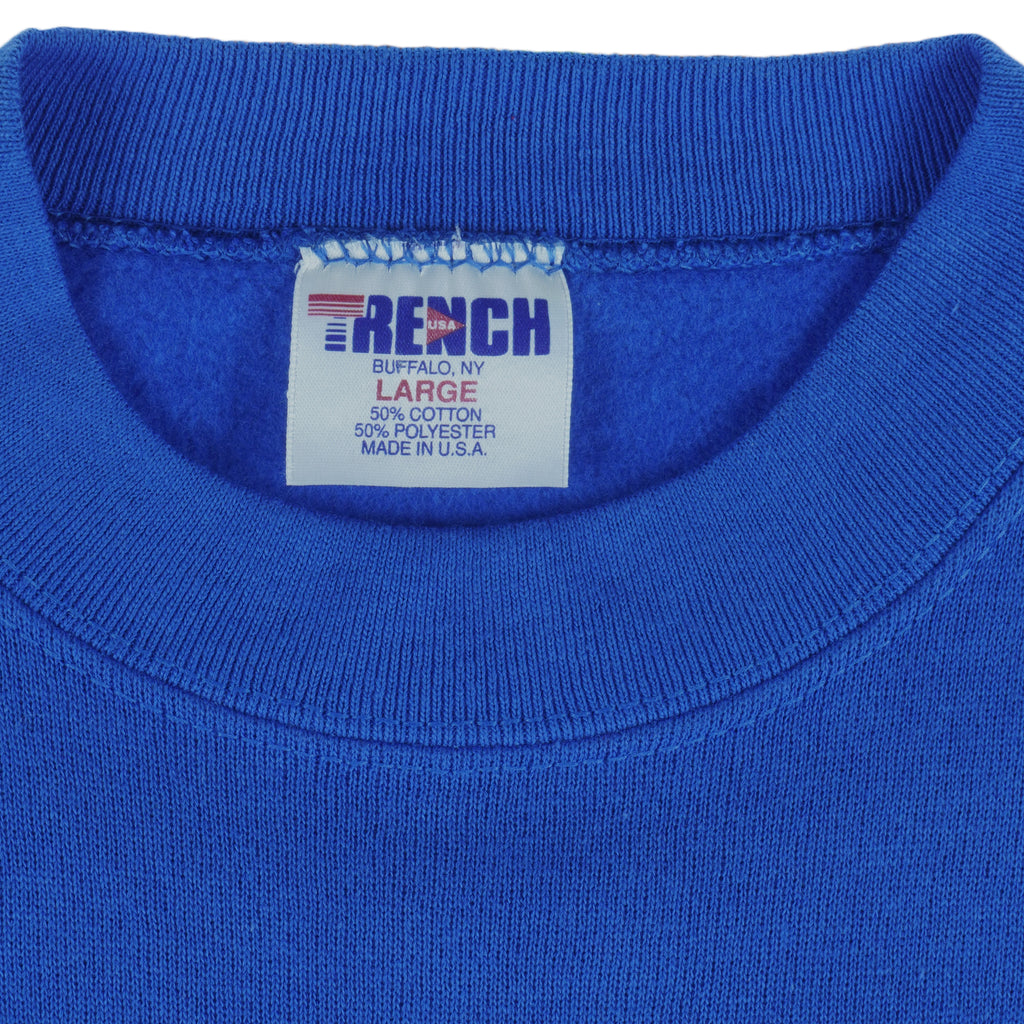 TRENCH
USA
BUFFALO, NY
LARGE
50% COTTON
50% POLYESTER
MADE IN U.S.A.